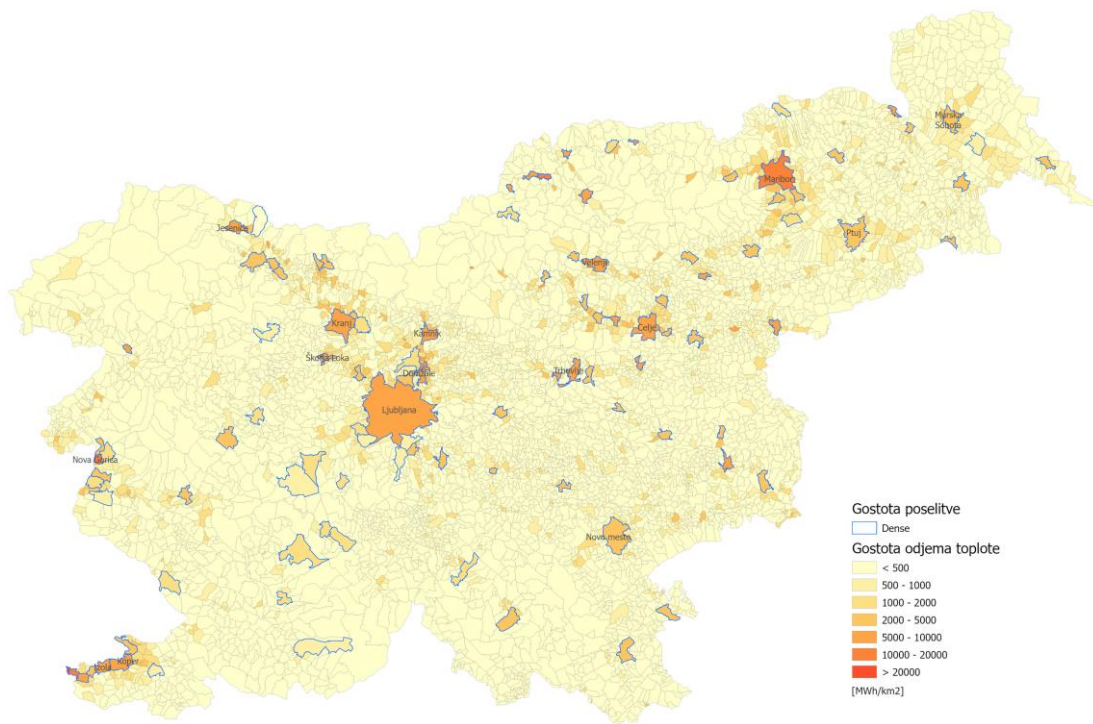 Murska
Sobota
Maribor
Ptuj
Jesenice
Velenje
Kranj
Kamnik
Celje
Škofja Loka
Domžale
Trbovlje
Ljubljana
Nova Gorica
Novo mesto
Izola
Koper
Gostota poselitve
Dense
Gostota odjema toplote
< 500
500 - 1000
1000 - 2000
2000 - 5000
5000 - 10000
10000 - 20000
> 20000
[MWh/km2]